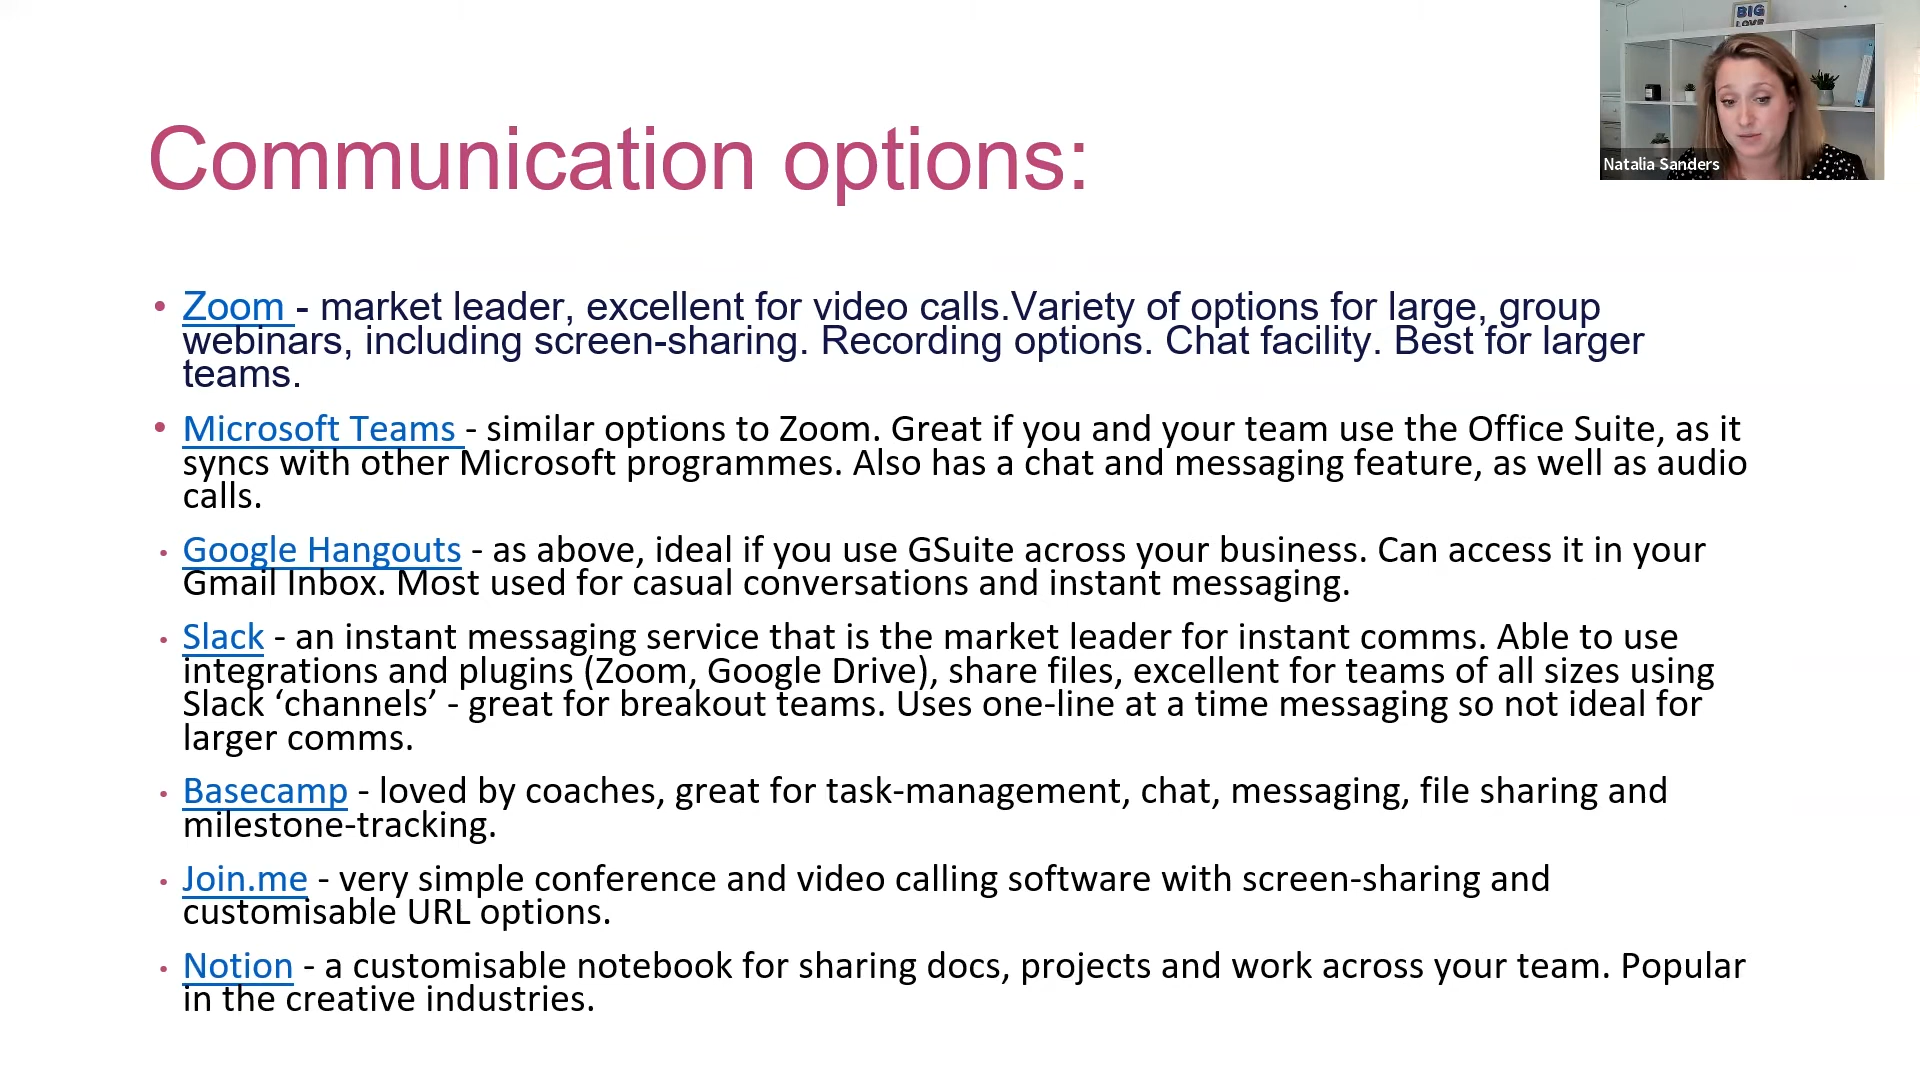 BIG
LOVE
Natalia Sanders
Communication options:
• Zoom - market leader, excellent for video calls.Variety of options for large, group
webinars, including screen-sharing. Recording options. Chat facility. Best for larger
teams.
• Microsoft Teams - similar options to Zoom. Great if you and your team use the Office Suite, as it
syncs with other Microsoft programmes. Also has a chat and messaging feature, as well as audio
calls.
• Google Hangouts - as above, ideal if you use GSuite across your business. Can access it in your
Gmail Inbox. Most used for casual conversations and instant messaging.
• Slack - an instant messaging service that is the market leader for instant comms. Able to use
integrations and plugins (Zoom, Google Drive), share files, excellent for teams of all sizes using
Slack ‘channels’ - great for breakout teams. Uses one-line at a time messaging so not ideal for
larger comms.
• Basecamp - loved by coaches, great for task-management, chat, messaging, file sharing and
milestone-tracking.
• Join.me - very simple conference and video calling software with screen-sharing and
customisable URL options.
• Notion - a customisable notebook for sharing docs, projects and work across your team. Popular
in the creative industries.